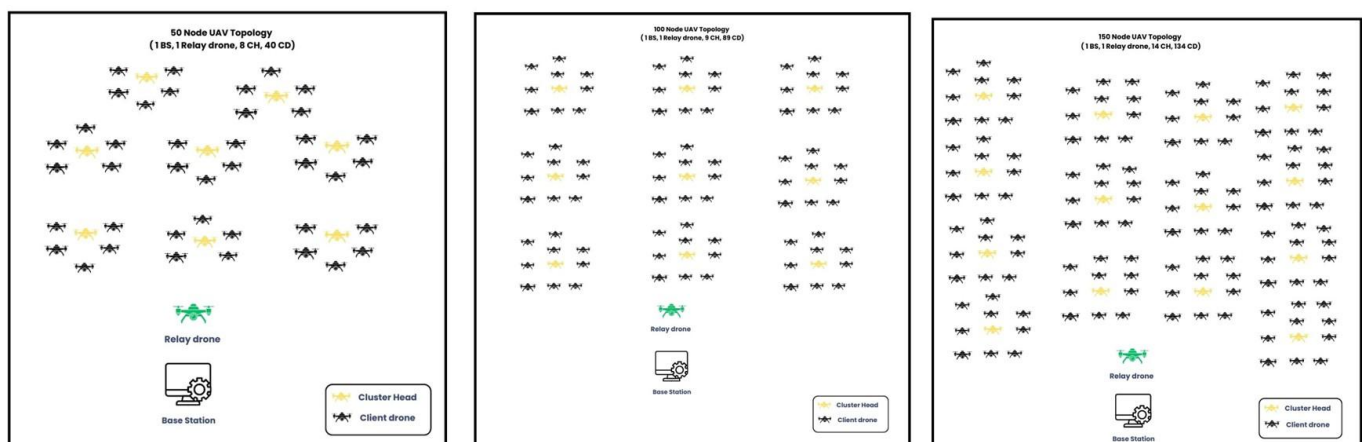 50 Node UAV Topology
( 1 BS, 1 Relay drone, 8 CH, 40 CD)
Relay drone
Base Station
Cluster Head
Client drone
100 Node UAV Topology
( 1 BS, 1 Relay drone, 9 CH, 89 CD)
Relay drone
Base Station
Cluster Head
Client drone
150 Node UAV Topology
( 1 BS, 1 Relay drone, 14 CH, 134 CD)
Relay drone
Base Station
Cluster Head
Client drone